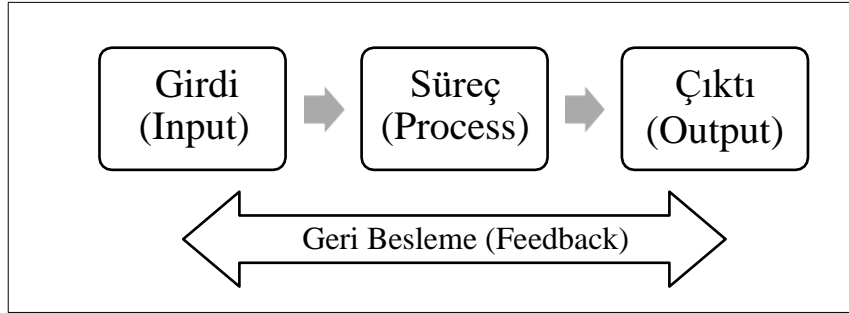 Girdi
(Input)
Süreç
(Process)
Çıktı
(Output)
Geri Besleme (Feedback)